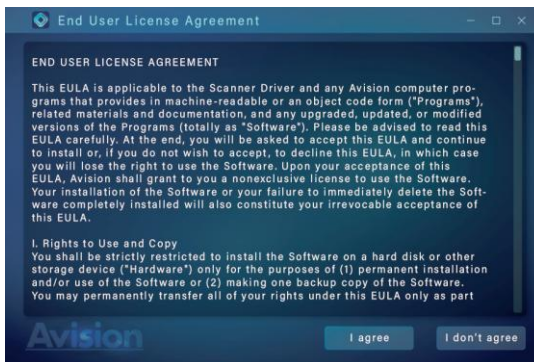 End User License Agreement
END USER LICENSE AGREEMENT
This EULA is applicable to the Scanner Driver and any Avision computer pro-
grams that provides in machine-readable or an object code form ("Programs"),
related materials and documentation, and any upgraded, updated, or modified
versions of the Programs (totally as "Software"). Please be advised to read this
EULA carefully. At the end, you will be asked to accept this EULA and continue
to install or, if you do not wish to accept, to decline this EULA, in which case
you will lose the right to use the Software. Upon your acceptance of this
EULA, Avision shall grant to you a nonexclusive license to use the Software.
Your installation of the Software or your failure to immediately delete the Soft-
ware completely installed will also constitute your irrevocable acceptance of
this EULA.
I. Rights to Use and Copy
You shall be strictly restricted to install the Software on a hard disk or other
storage device ("Hardware") only for the purposes of (1) permanent installation
and/or use of the Software or (2) making one backup copy of the Software.
You may permanently transfer all of your rights under this EULA only as part
Avision
I agree
I don't agree